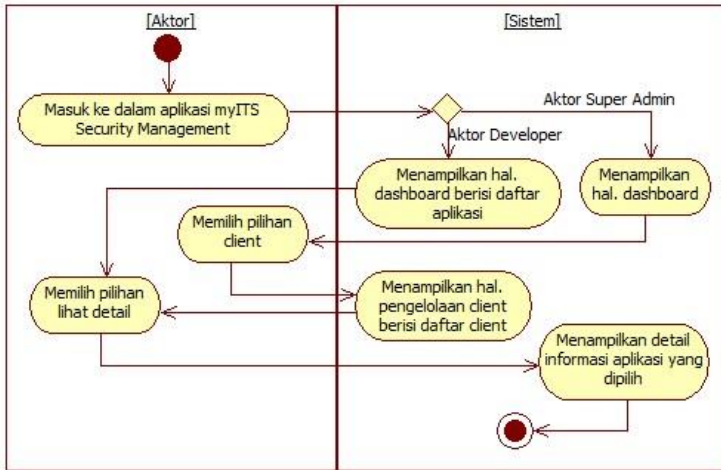 [Aktor]
[Sistem]
Masuk ke dalam aplikasi myITS
Security Management
Aktor Super Admin
Aktor Developer
Menampilkan hal.
dashboard berisi daftar
aplikasi
Menampilkan
hal. dashboard
Memilih pilihan
client
Memilih pilihan
lihat detail
Menampilkan hal.
pengelolaan client
berisi daftar client
Menampilkan detail
informasi aplikasi yang
dipilih